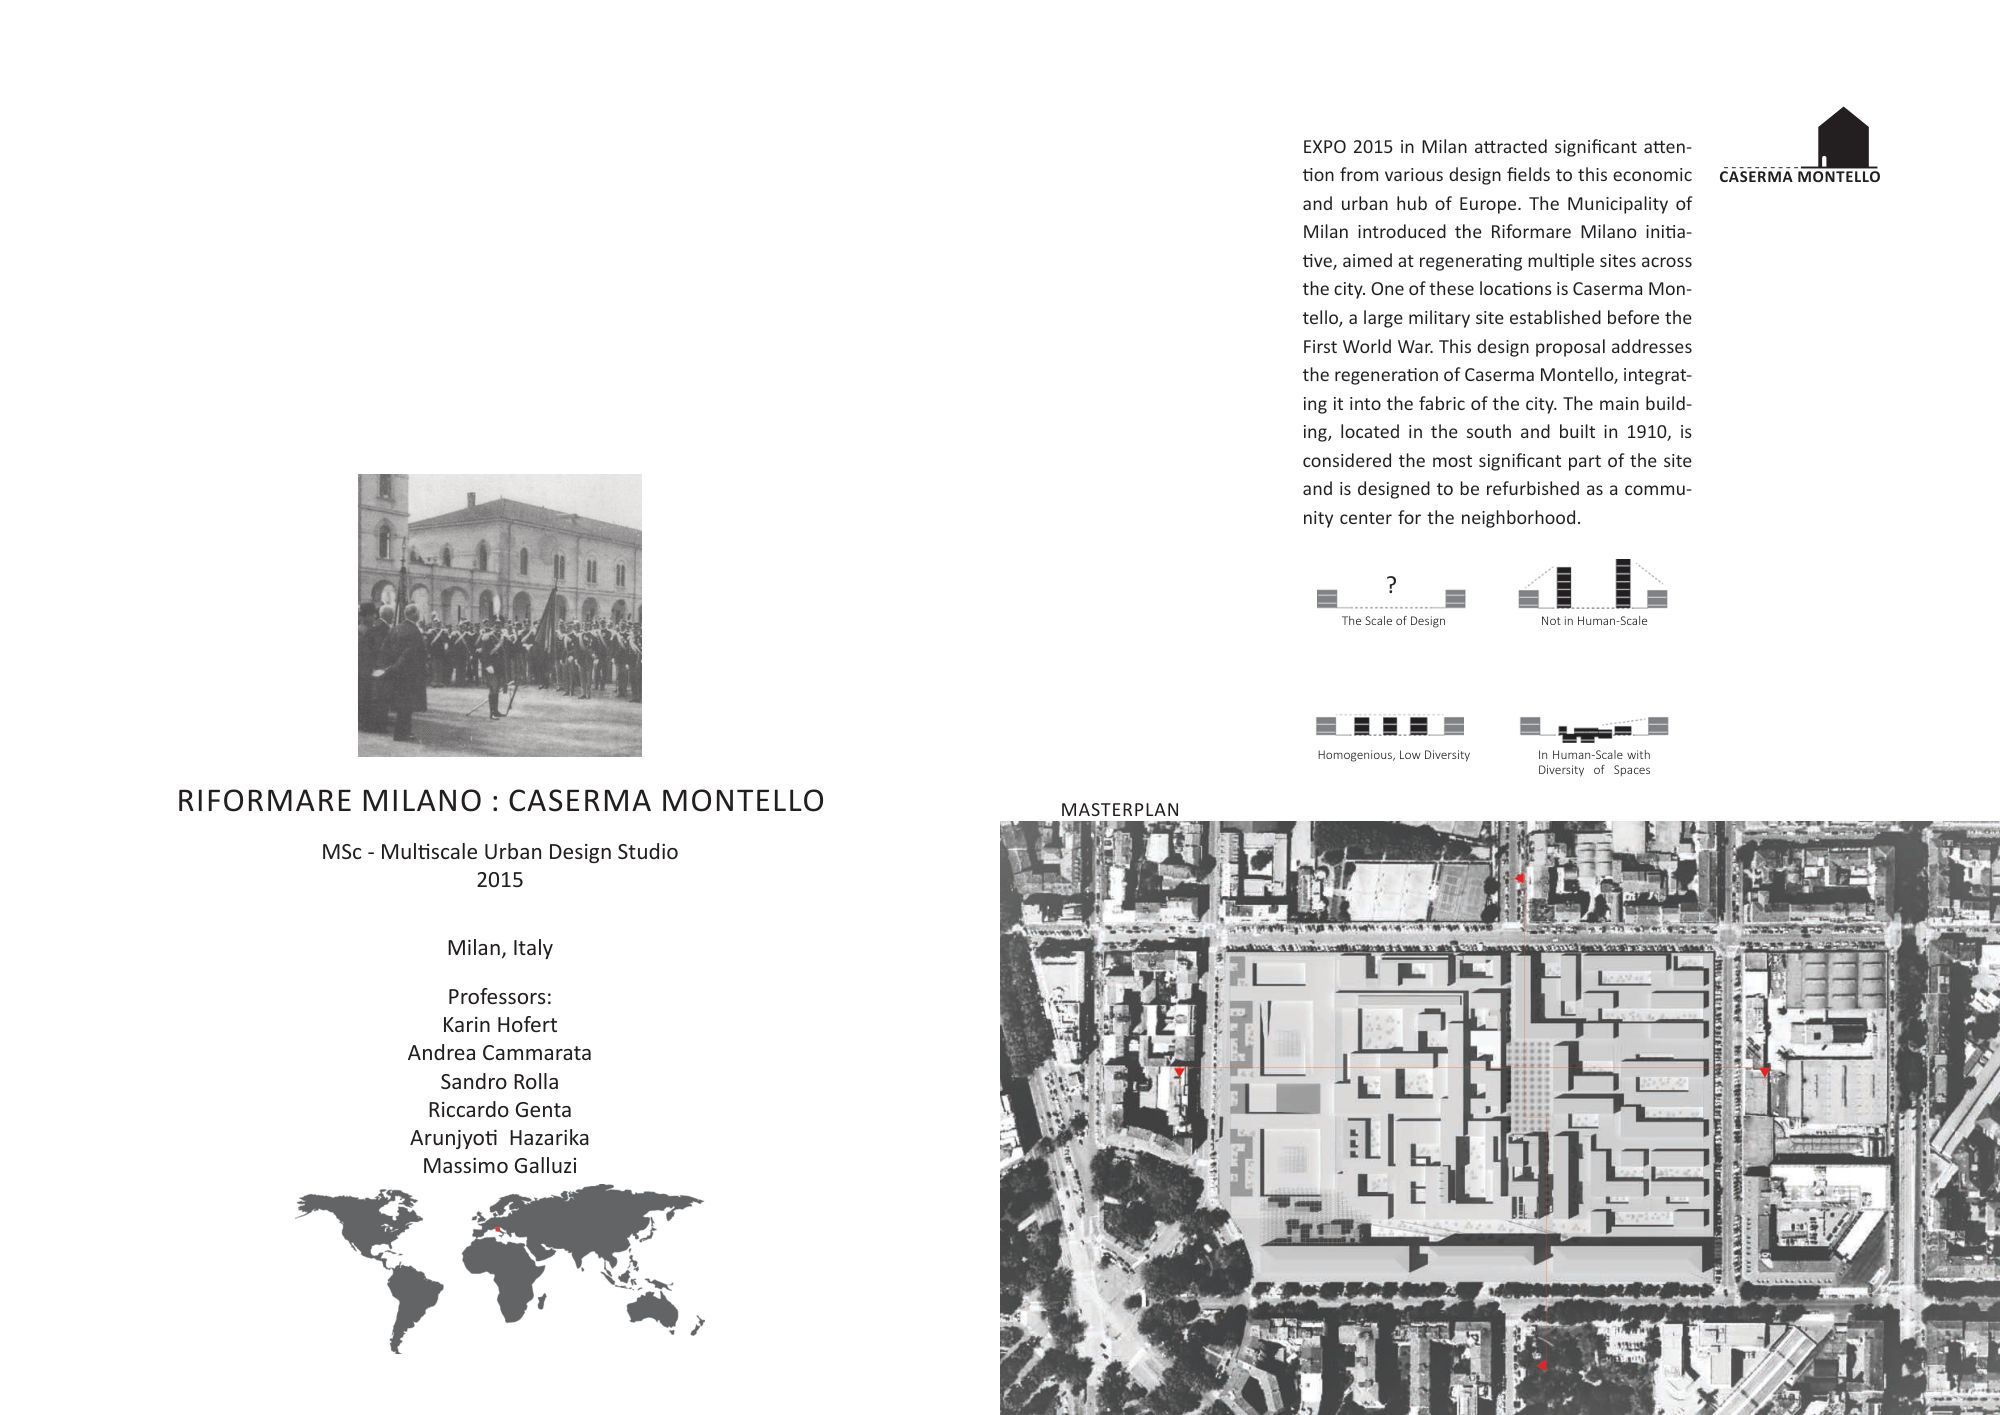 RIFORMARE MILANO : CASERMA MONTELLO
MSc - Multiscale Urban Design Studio
2015
Milan, Italy
Professors:
Karin Hofert
Andrea Cammarata
Sandro Rolla
Riccardo Genta
Arunjyoti Hazarika
Massimo Galluzi
EXPO 2015 in Milan attracted significant atten-
tion from various design fields to this economic
and urban hub of Europe. The Municipality of
Milan introduced the Riformare Milano initia-
tive, aimed at regenerating multiple sites across
the city. One of these locations is Caserma Mon-
tello, a large military site established before the
First World War. This design proposal addresses
the regeneration of Caserma Montello, integrat-
ing it into the fabric of the city. The main build-
ing, located in the south and built in 1910, is
considered the most significant part of the site
and is designed to be refurbished as a commu-
nity center for the neighborhood.
CASERMA MONTELLO
?
The Scale of Design
Not in Human-Scale
Homogenious, Low Diversity
In Human-Scale with
Diversity of Spaces
MASTERPLAN